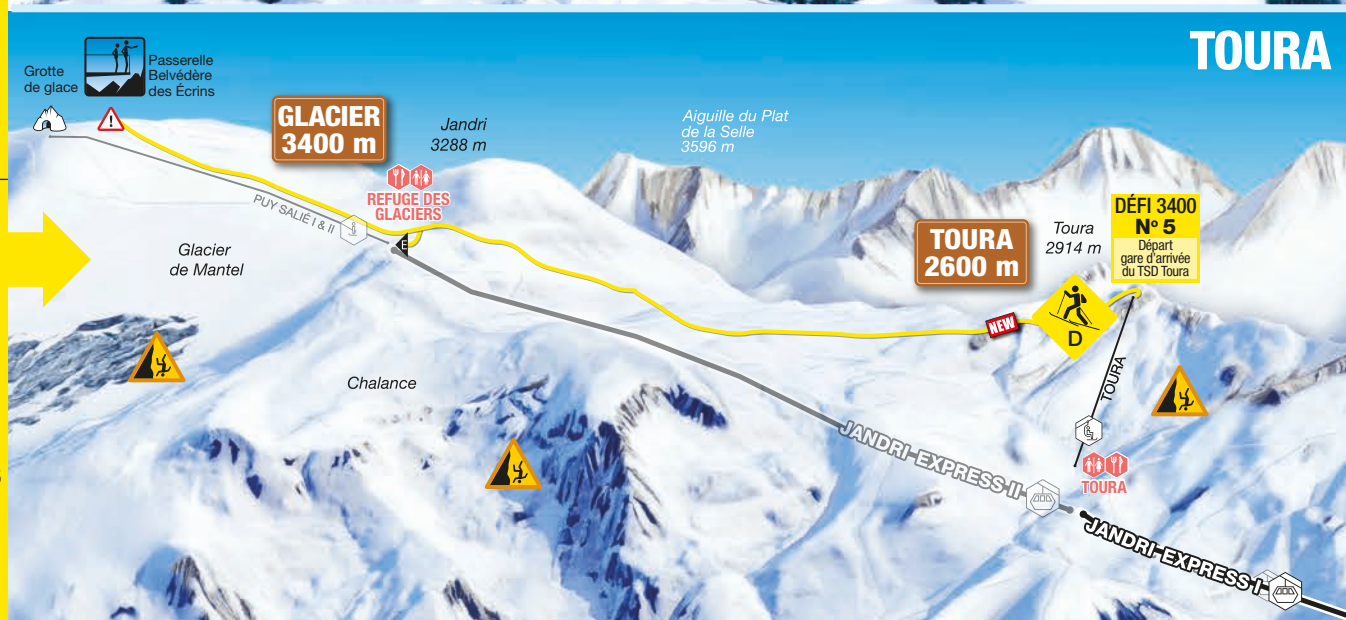 TOURA
Grotte
de glace
Passerelle
Belvédère
des Écrins
GLACIER
3400 m
Jandri
3288 m
Aiguille du Plat
de la Selle
3596 m
REFUGE DES
GLACIERS
PUY SALIÉ I & II
E
Glacier
de Mantel
TOURA
2600 m
Toura
2914 m
DÉFI 3400
Nº 5
Départ
gare d'arrivée
du TSD Toura
NEW
D
TOURA
Chalance
JANDRI-EXPRESS-II
TOURA
JANDRI-EXPRESS-I